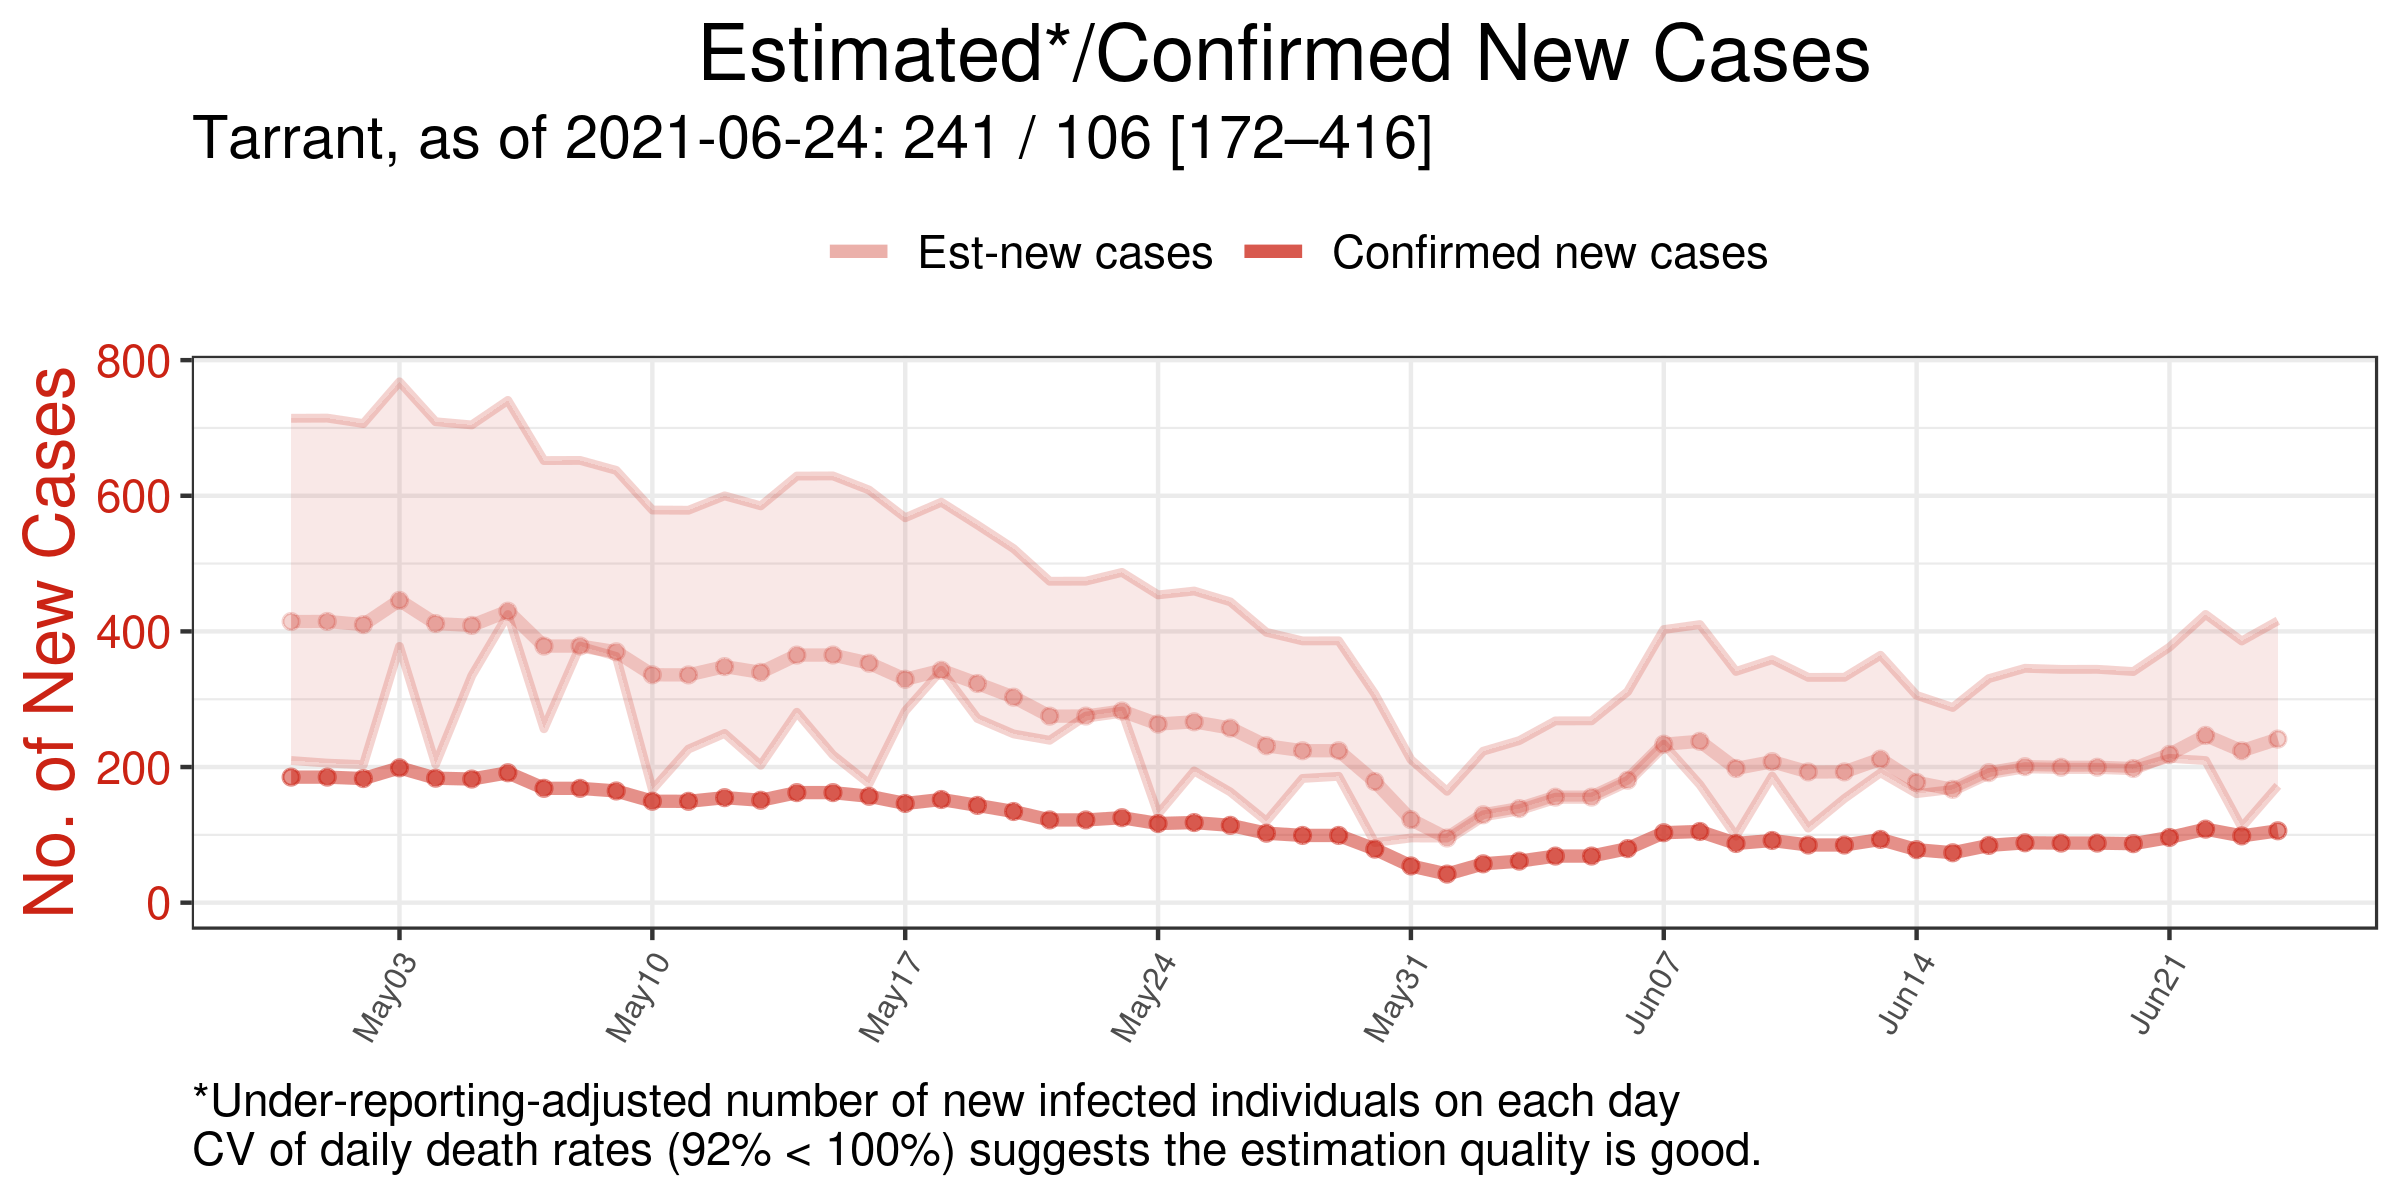 Estimated*/Confirmed New Cases
Tarrant, as of 2021-06-24: 241 / 106 [172–416]
Est-new cases
Confirmed new cases
No. of New Cases
800
600
400
200
0
May03
May10
May17
May24
May31
Jun07
Jun14
Jun21
*Under-reporting-adjusted number of new infected individuals on each day
CV of daily death rates (92% < 100%) suggests the estimation quality is good.